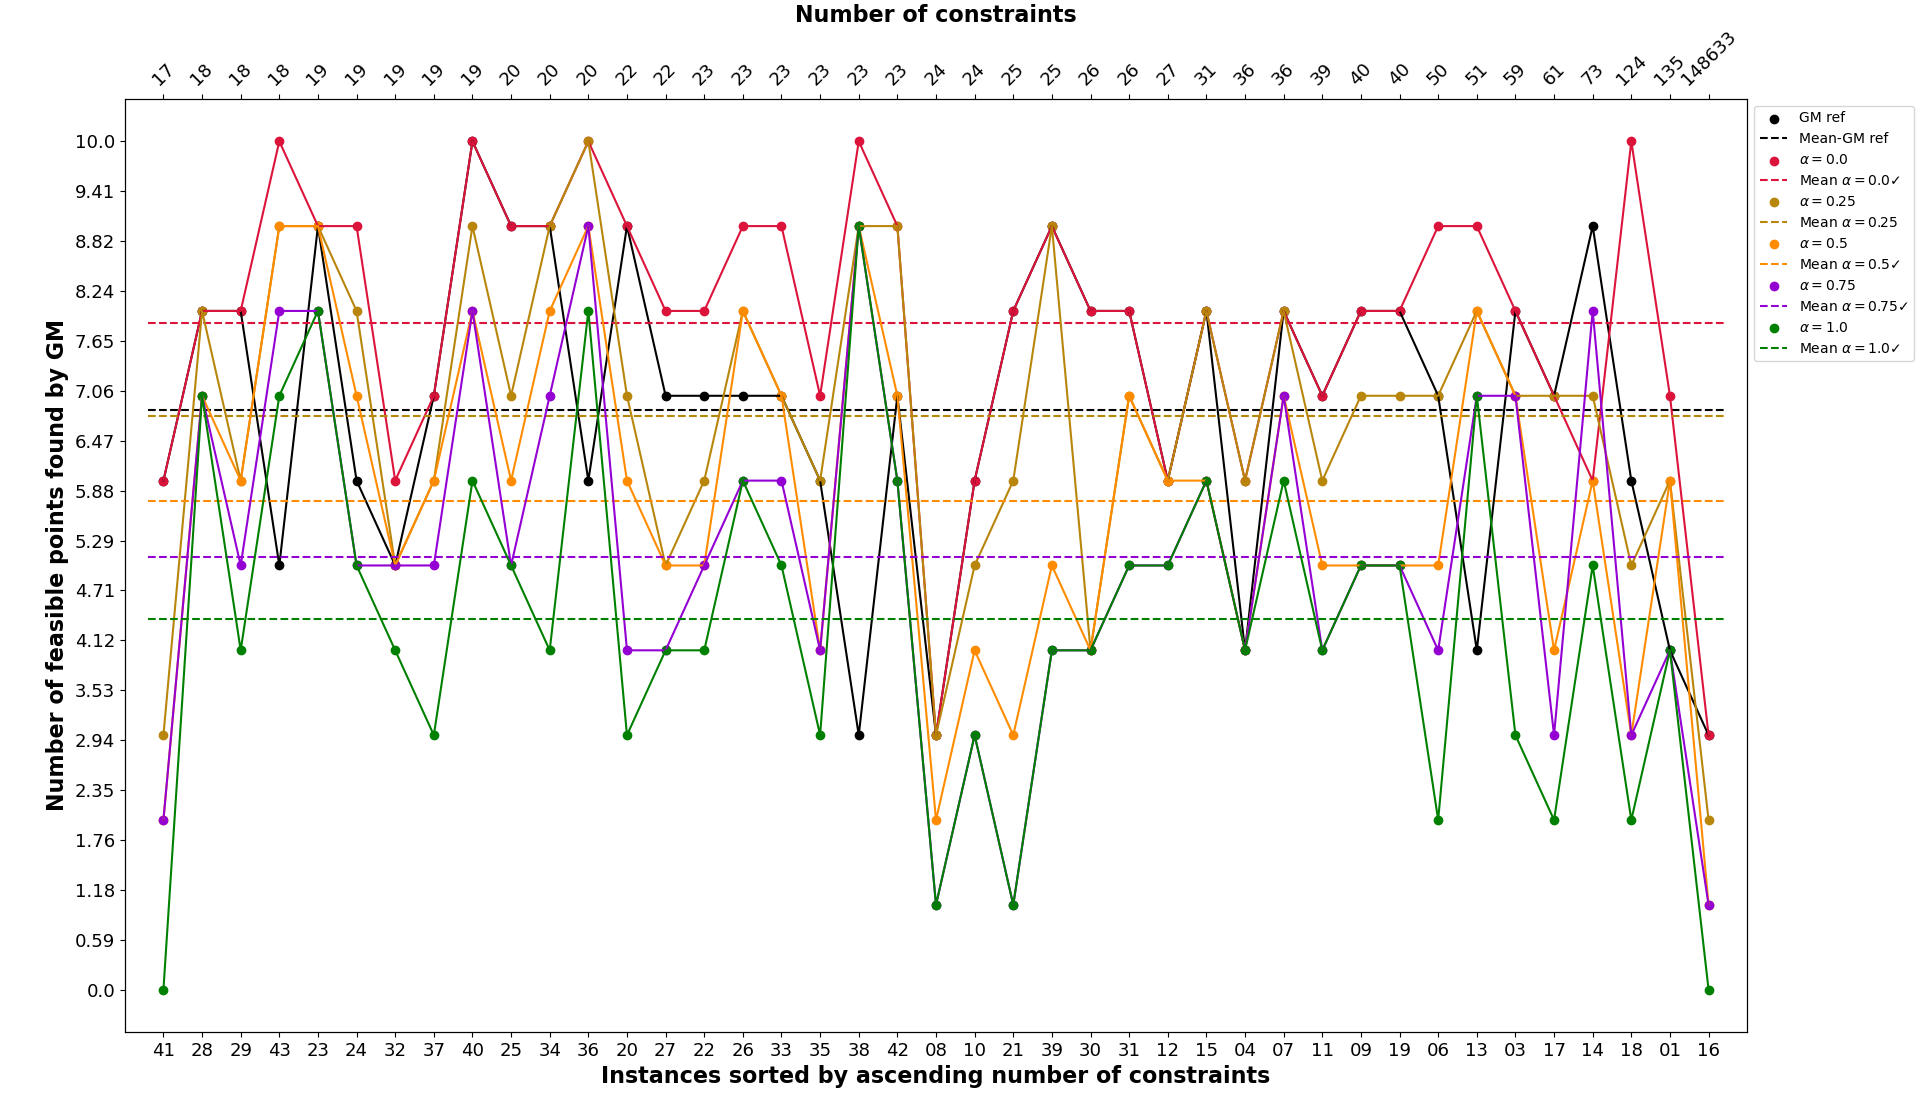 Number of constraints
17 18 18 18 19 19 19 19 19 20 20 20 22 22 23 23 23 23 23 23 24 24 25 25 26 26 27 31 36 36 39 40 40 50 51 59 61 73 124 135 148633
10.0
9.41
8.82
8.24
7.65
7.06
6.47
5.88
5.29
4.71
4.12
3.53
2.94
2.35
1.76
1.18
0.59
0.0
Number of feasible points found by GM
41 28 29 43 23 24 32 37 40 25 34 36 20 27 22 26 33 35 38 42 08 10 21 39 30 31 12 15 04 07 11 09 19 06 13 03 17 14 18 01 16
Instances sorted by ascending number of constraints
GM ref
Mean-GM ref
α = 0.0
Mean α = 0.0✓
α = 0.25
Mean α = 0.25
α = 0.5
Mean α = 0.5✓
α = 0.75
Mean α = 0.75✓
α = 1.0
Mean α = 1.0✓